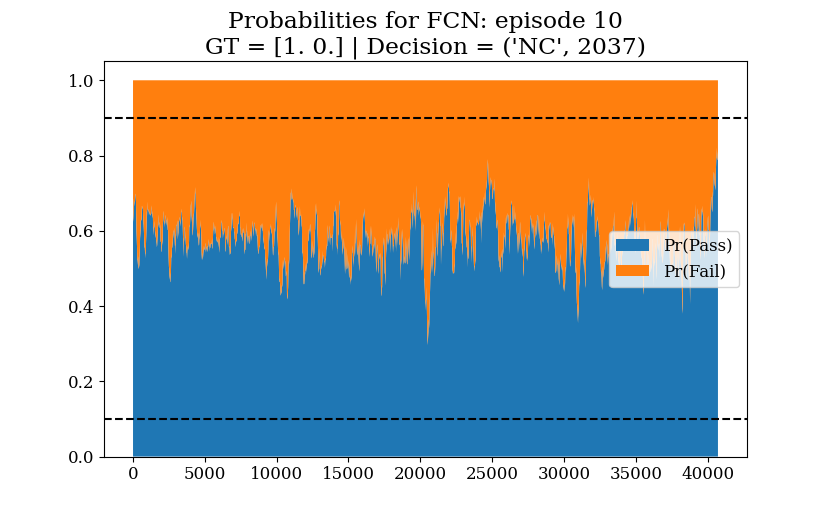 Probabilities for FCN: episode 10
GT = [1. 0.] | Decision = ('NC', 2037)
1.0
0.8
0.6
0.4
0.2
0.0
Pr(Pass)
Pr(Fail)
0 5000 10000 15000 20000 25000 30000 35000 40000